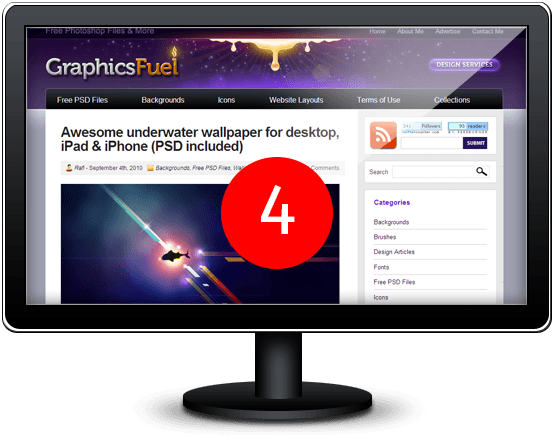 Free Photoshop Files & More
Home About Me Advertise Contact Me
GraphicsFuel
DESIGN SERVICES
Free PSD Files Backgrounds Icons Website Layouts Terms of Use Collections
Awesome underwater wallpaper for desktop,
iPad & iPhone (PSD included)
Rafi - September 4th, 2010 Backgrounds, Free PSD Files, Comments
4
Followers readers
SUBMIT
Search
Categories
Backgrounds
Brushes
Design Articles
Fonts
Free PSD Files
Icons